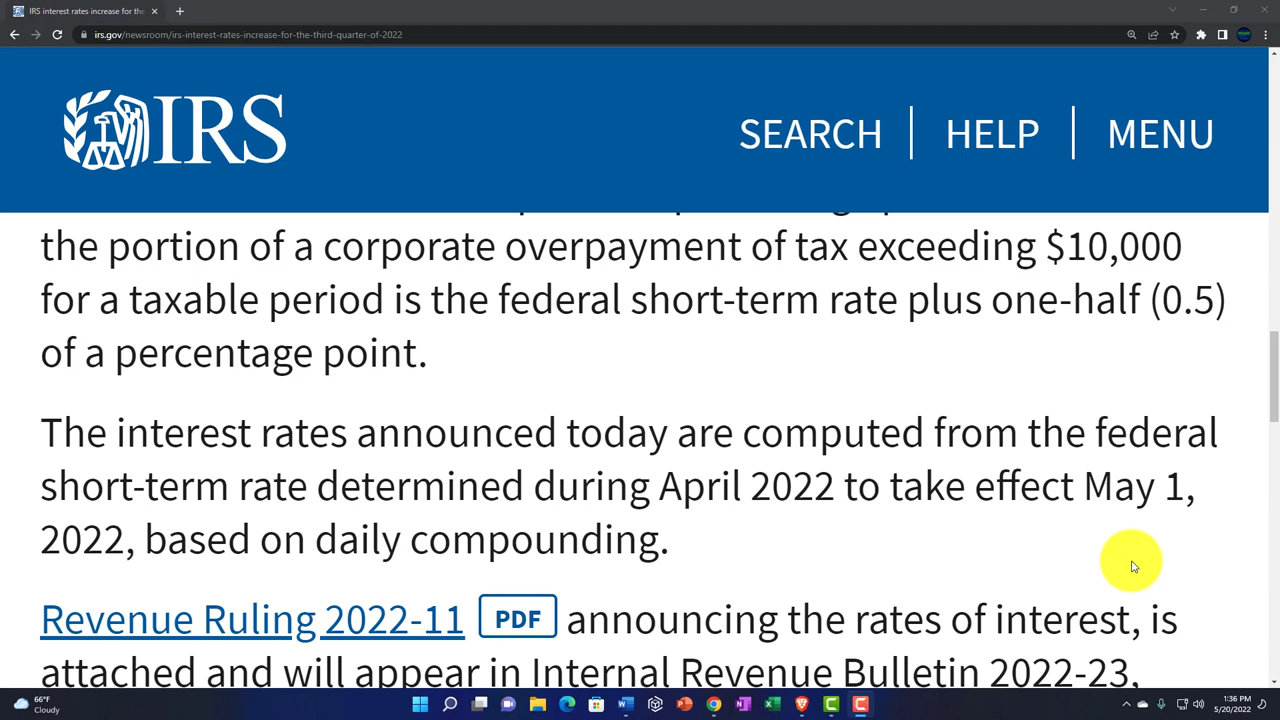 IRS interest rates increase for the
irs.gov/newsroom/irs-interest-rates-increase-for-the-third-quarter-of-2022
IRS
SEARCH HELP MENU
the portion of a corporate overpayment of tax exceeding $10,000
for a taxable period is the federal short-term rate plus one-half (0.5)
of a percentage point.
The interest rates announced today are computed from the federal
short-term rate determined during April 2022 to take effect May 1,
2022, based on daily compounding.
Revenue Ruling 2022-11 PDF announcing the rates of interest, is
attached and will appear in Internal Revenue Bulletin 2022-23,
66°F
Cloudy
1:36 PM
5/20/2022